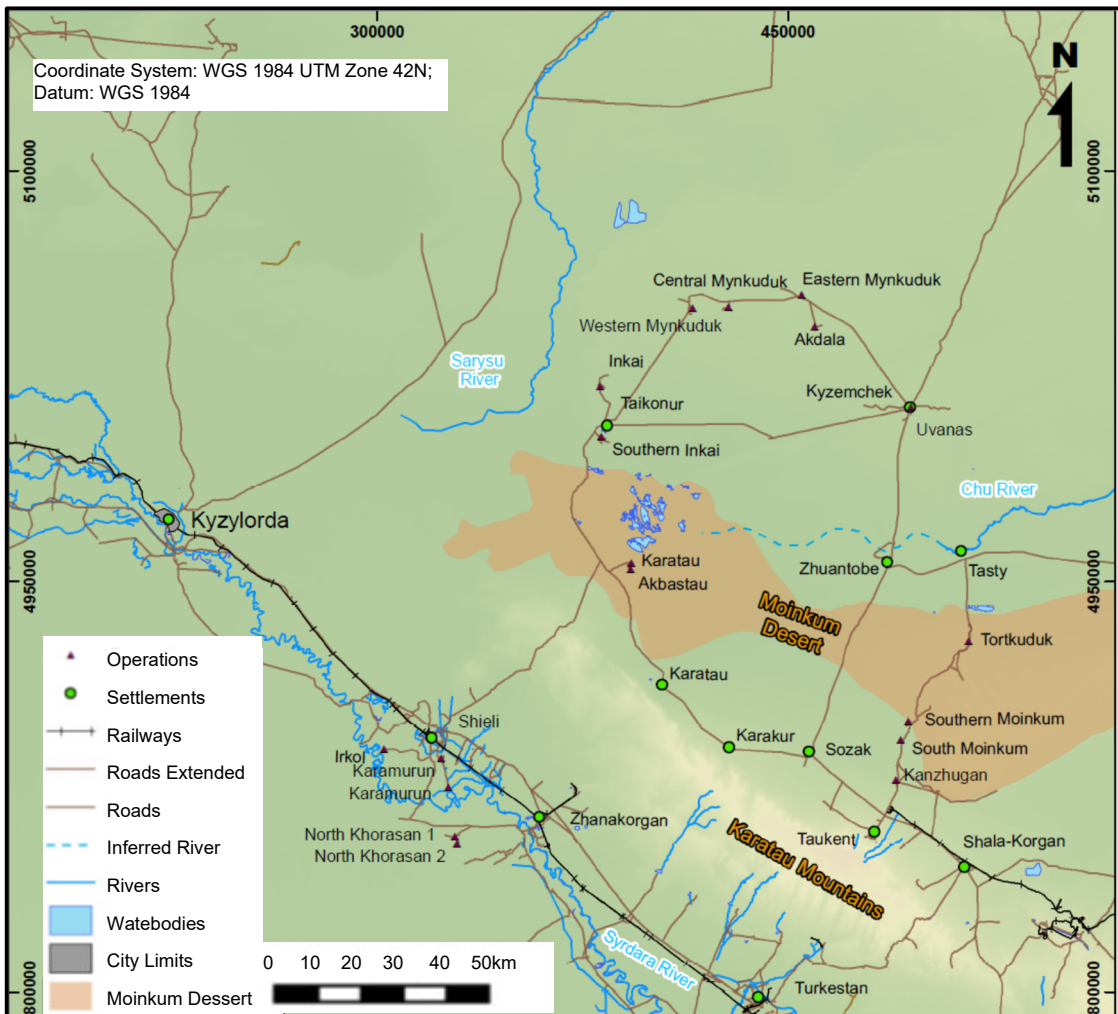 300000
450000
Coordinate System: WGS 1984 UTM Zone 42N;
Datum: WGS 1984
N
5100000
5100000
Central Mynkuduk
Eastern Mynkuduk
Western Mynkuduk
Akdala
Sarysu
River
Inkai
Taikonur
Kyzemchek
Uvanas
Southern Inkai
Chu River
Kyzylorda
Karatau
Akbastau
Zhuantobe
Tasty
4950000
4950000
Moinkum
Desert
Tortkuduk
Karatau
Southern Moinkum
South Moinkum
Karakur
Sozak
Kanzhugan
Shieli
Irkol
Karamurun
Karamurun
Zhanakorgan
North Khorasan 1
North Khorasan 2
Taukent
Shala-Korgan
Karatau Mountains
Syrdara River
Turkestan
Operations
Settlements
Railways
Roads Extended
Roads
Inferred River
Rivers
Watebodies
City Limits
Moinkum Dessert
0 10 20 30 40 50km
800000
800000